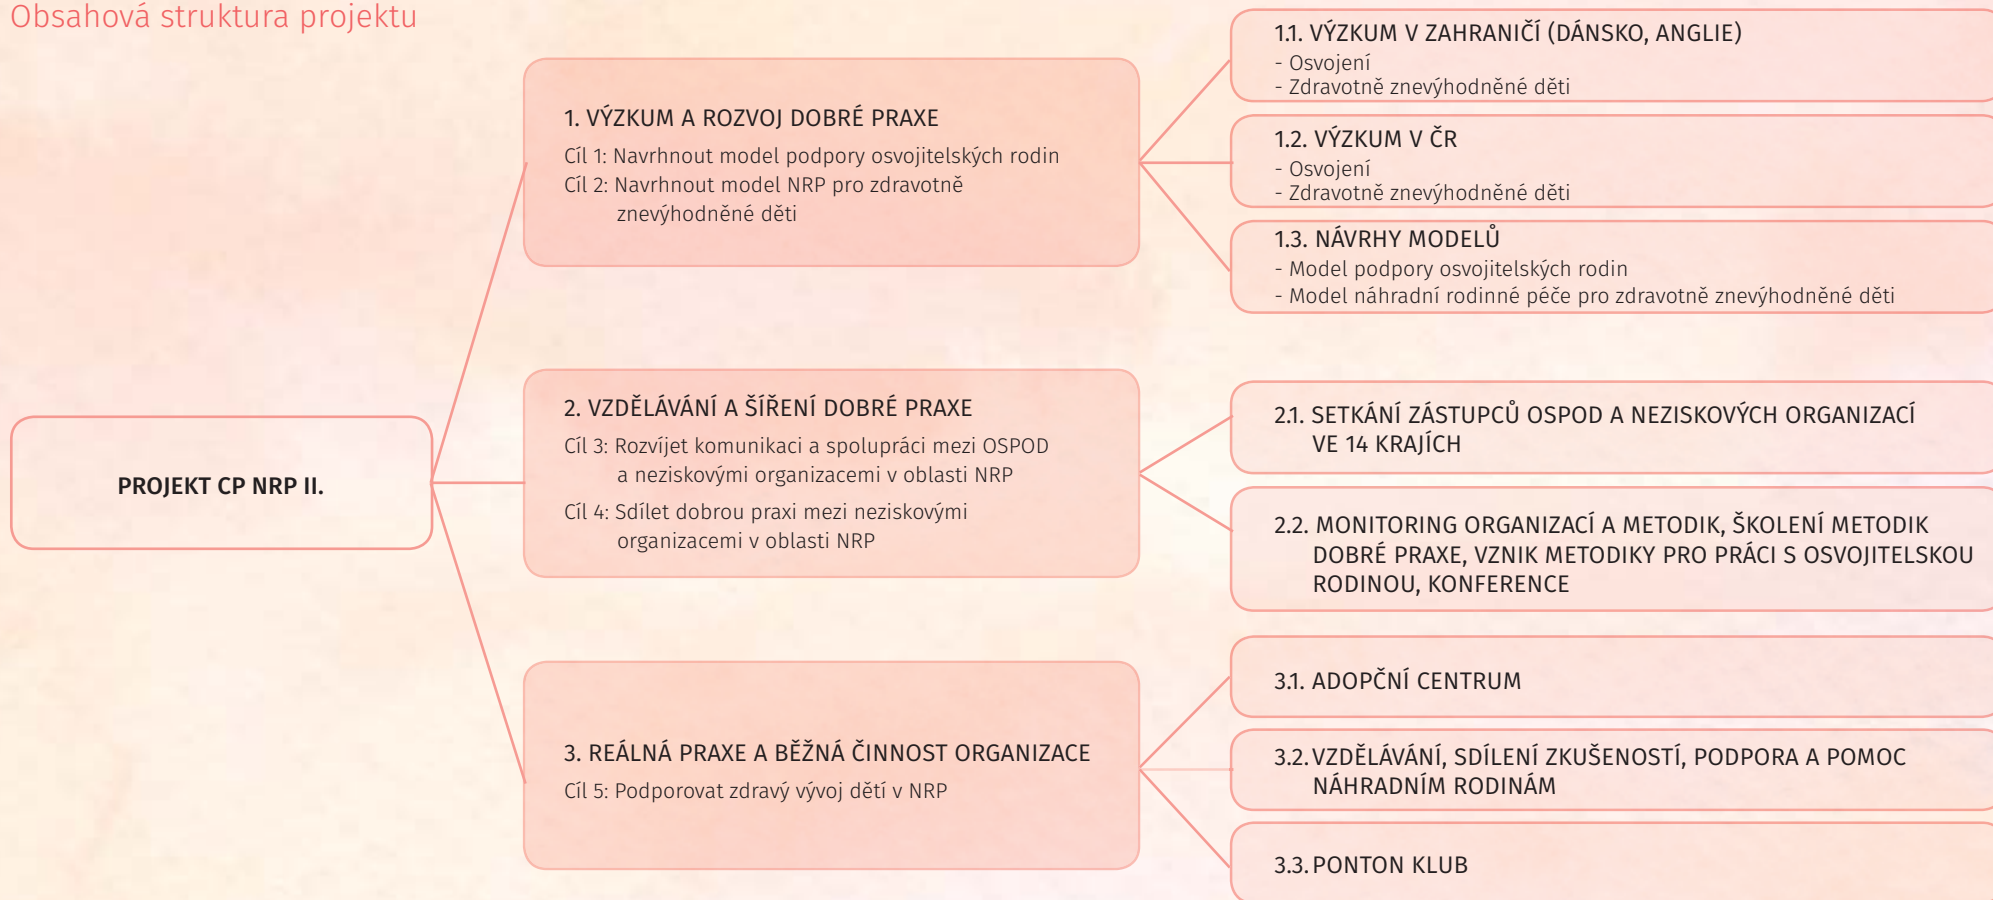 Obsahová struktura projektu
PROJEKT CP NRP II.
1. VÝZKUM A ROZVOJ DOBRÉ PRAXE
Cíl 1: Navrhnout model podpory osvojitelských rodin
Cíl 2: Navrhnout model NRP pro zdravotně
znevýhodněné děti
1.1. VÝZKUM V ZAHRANIČÍ (DÁNSKO, ANGLIE)
- Osvojení
- Zdravotně znevýhodněné děti
1.2. VÝZKUM V ČR
- Osvojení
- Zdravotně znevýhodněné děti
1.3. NÁVRHY MODELŮ
- Model podpory osvojitelských rodin
- Model náhradní rodinné péče pro zdravotně znevýhodněné děti
2. VZDĚLÁVÁNÍ A ŠÍŘENÍ DOBRÉ PRAXE
Cíl 3: Rozvíjet komunikaci a spolupráci mezi OSPOD
a neziskovými organizacemi v oblasti NRP
Cíl 4: Sdílet dobrou praxi mezi neziskovými
organizacemi v oblasti NRP
2.1. SETKÁNÍ ZÁSTUPCŮ OSPOD A NEZISKOVÝCH ORGANIZACÍ
VE 14 KRAJÍCH
2.2. MONITORING ORGANIZACÍ A METODIK, ŠKOLENÍ METODIK
DOBRÉ PRAXE, VZNIK METODIKY PRO PRÁCI S OSVOJITELSKOU
RODINOU, KONFERENCE
3. REÁLNÁ PRAXE A BĚŽNÁ ČINNOST ORGANIZACE
Cíl 5: Podporovat zdravý vývoj dětí v NRP
3.1. ADOPČNÍ CENTRUM
3.2. VZDĚLÁVÁNÍ, SDÍLENÍ ZKUŠENOSTÍ, PODPORA A POMOC
NÁHRADNÍM RODINÁM
3.3. PONTON KLUB